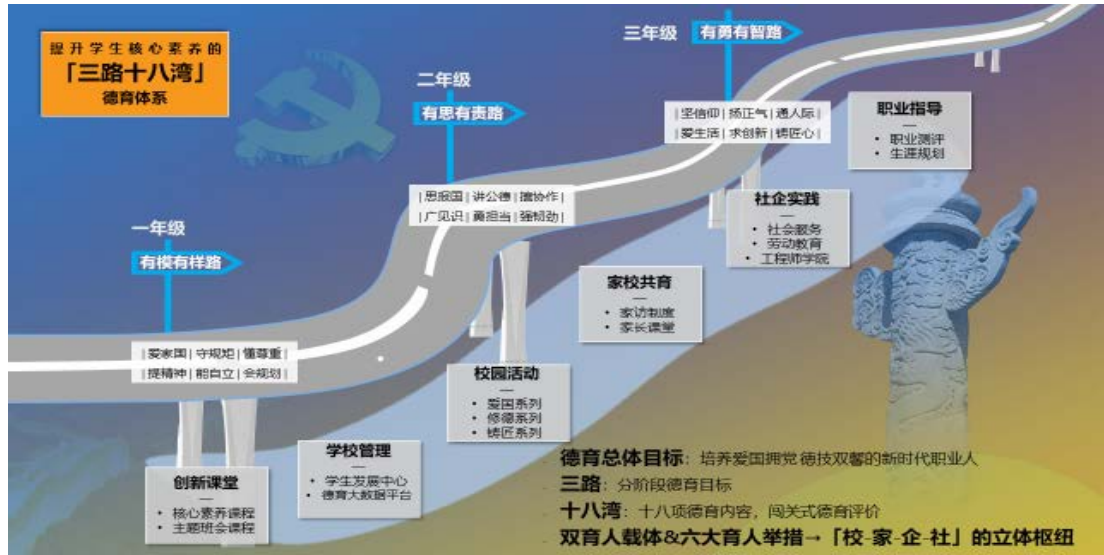 提升学生核心素养的
「三路十八湾」
德育体系
三年级
有勇有智路
|坚信仰|扬正气|通人际|
|爱生活|求创新|铸匠心|
职业指导
• 职业测评
• 生涯规划
二年级
有思有责路
|思报国|讲公德|擅协作|
|广见识|勇担当|强韧劲|
社企实践
• 社会服务
• 劳动教育
• 工程师学院
一年级
有模有样路
|爱家国|守规矩|懂尊重|
|提精神|能自立|会规划|
家校共育
• 家访制度
• 家长课堂
校园活动
• 爱国系列
• 修德系列
• 铸匠系列
学校管理
• 学生发展中心
• 德育大数据平台
创新课堂
• 核心素养课程
• 主题班会课程
德育总体目标：培养爱国拥党 德技双馨的新时代职业人
三路：分阶段德育目标
十八湾：十八项德育内容，闯关式德育评价
双育人载体&六大育人举措→「校-家-企-社」的立体枢纽